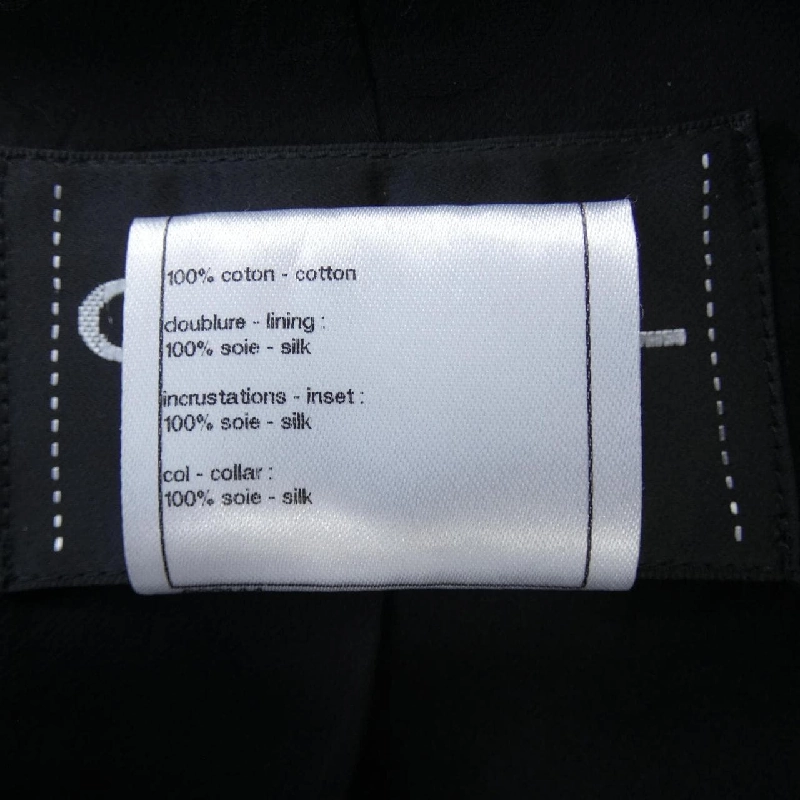 100% coton - cotton
doublure - lining :
100% soie - silk
incrustations - inset :
100% soie - silk
col - collar :
100% soie - silk